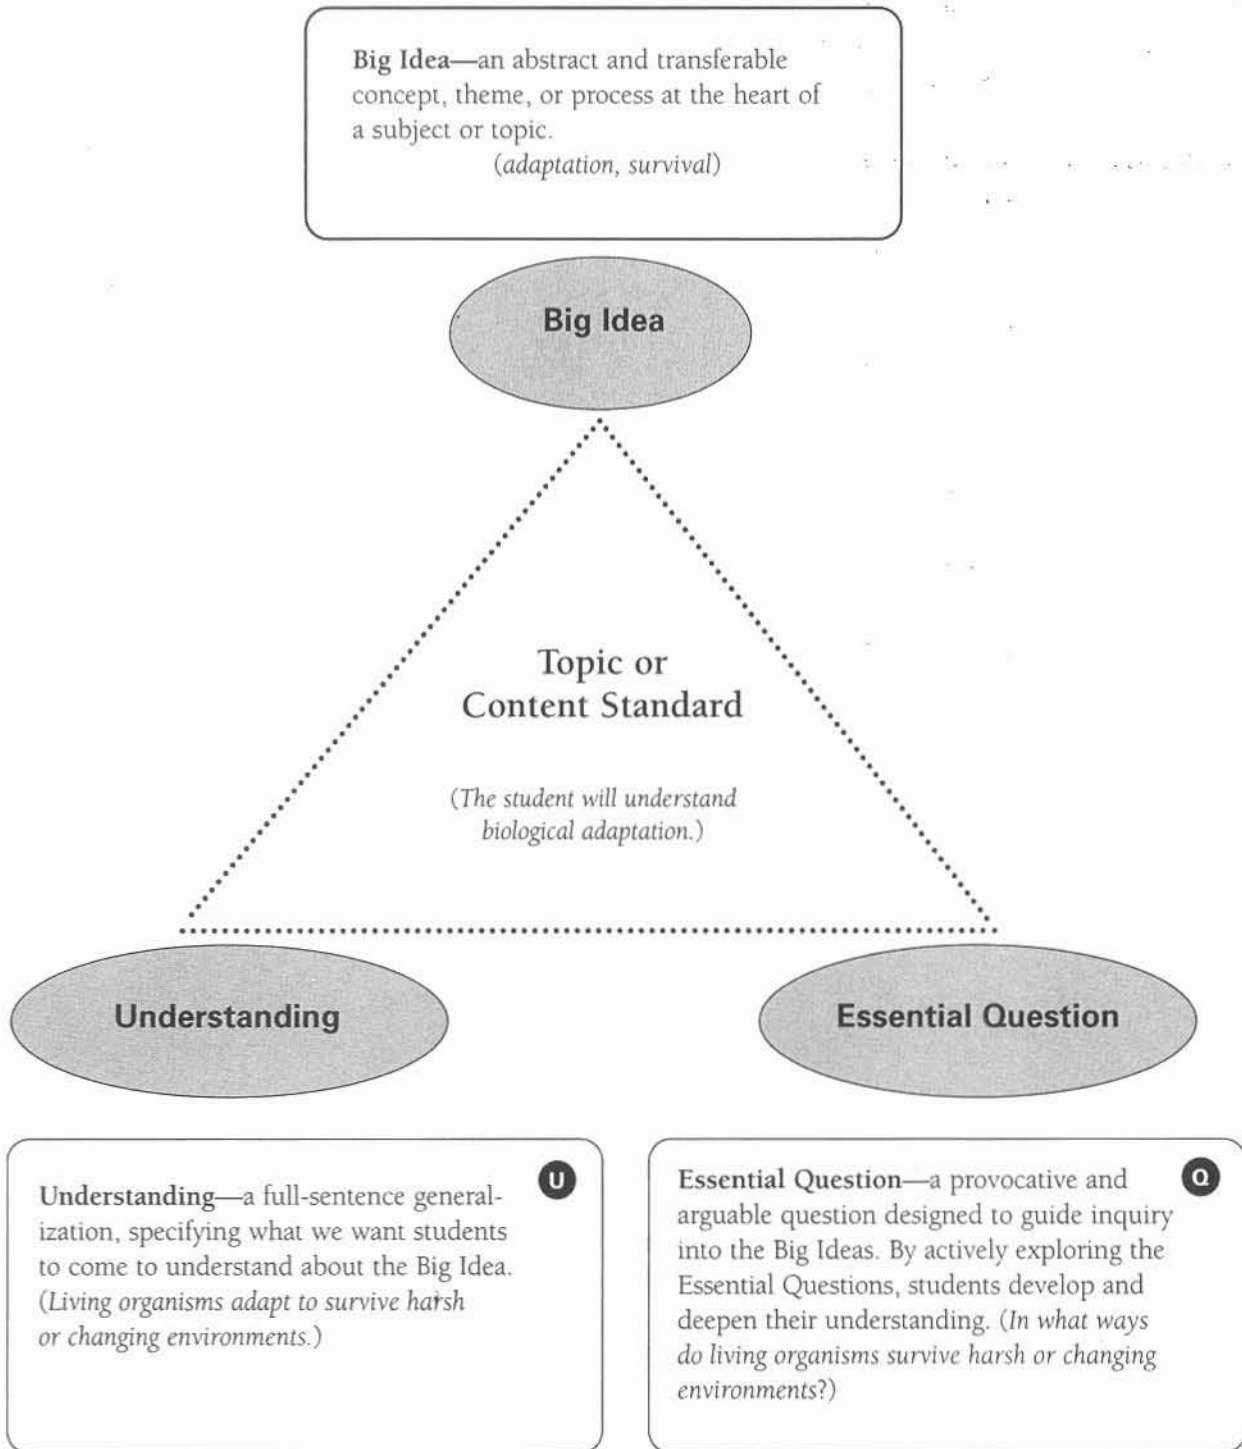 Big Idea—an abstract and transferable
concept, theme, or process at the heart of
a subject or topic.
(adaptation, survival)
Big Idea
Topic or
Content Standard
(The student will understand
biological adaptation.)
Understanding
Essential Question
U
Understanding—a full-sentence general-
ization, specifying what we want students
to come to understand about the Big Idea.
(Living organisms adapt to survive harsh
or changing environments.)
Q
Essential Question—a provocative and
arguable question designed to guide inquiry
into the Big Ideas. By actively exploring the
Essential Questions, students develop and
deepen their understanding. (In what ways
do living organisms survive harsh or changing
environments?)